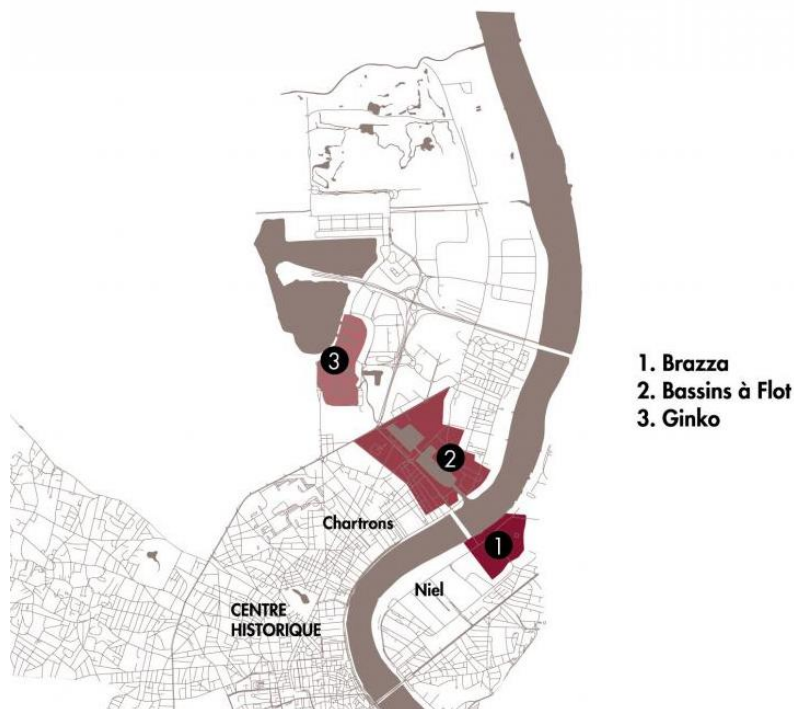 3
1. Brazza
2. Bassins à Flot
3. Ginko
2
Chartrons
1
Niel
CENTRE
HISTORIQUE